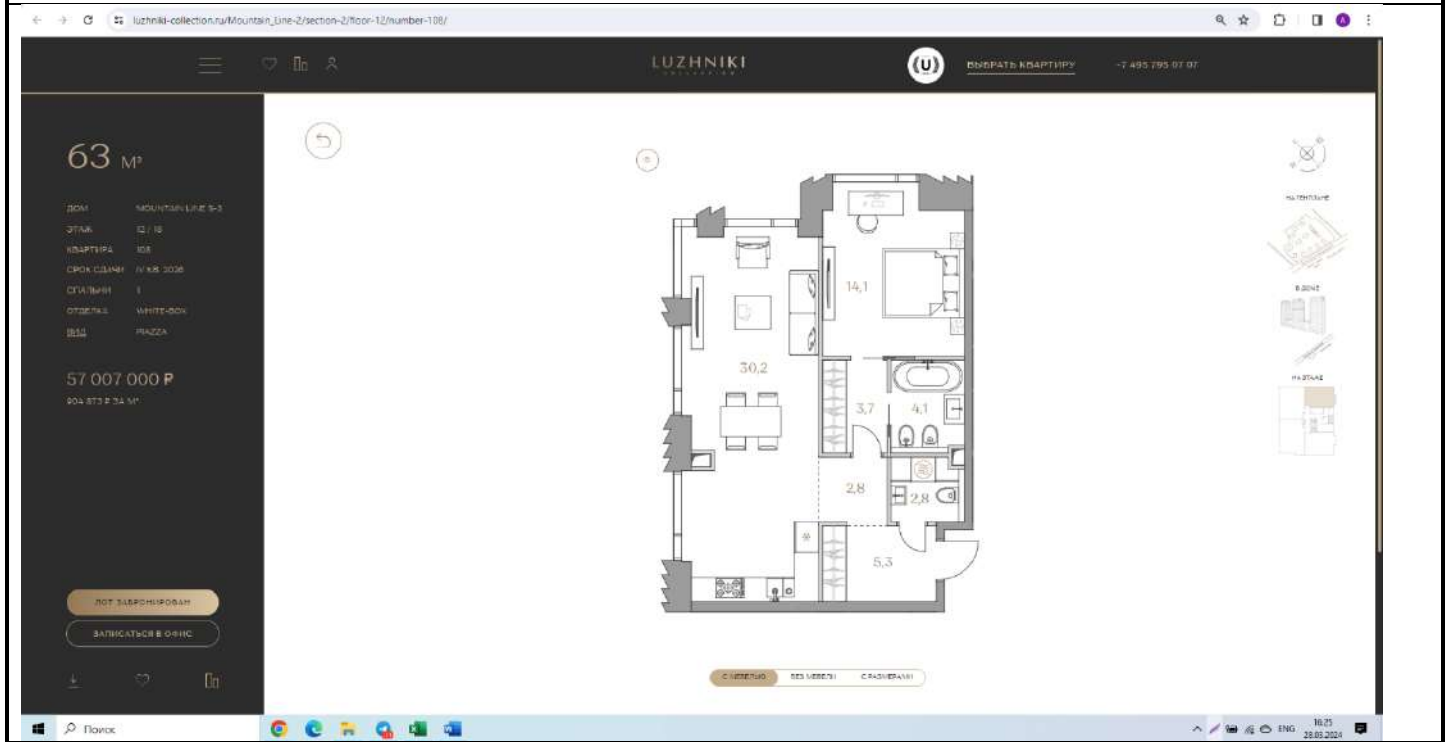 luzhniki-collection.ru/Mountain_Line-2/section-2/floor-12/number-108/
LUZHNIKI
COLLECTION
U
ВЫБРАТЬ КВАРТИРУ
+7 495 795 07 07
63 М²
ДОМ MOUNTAIN LINE
ЭТАЖ 12 / 18
КВАРТИРА 108
СРОК СДАЧИ IV КВ. 2026
СПАЛЬНИ 1
ОТДЕЛКА WHITE-BOX
ВИД PIAZZA
57 007 000 ₽
904 873 ₽ ЗА М²
14,1
30,2
3,7
4,1
2,8
2,8
5,3
НА ГЕНПЛАНЕ
В ДОМЕ
НА ЭТАЖЕ
ЛОТ ЗАБРОНИРОВАН
ЗАПИСАТЬСЯ В ОФИС
С МЕБЕЛЬЮ
БЕЗ МЕБЕЛИ
С РАЗМЕРАМИ
Поиск
ENG
16:25
28.03.2024